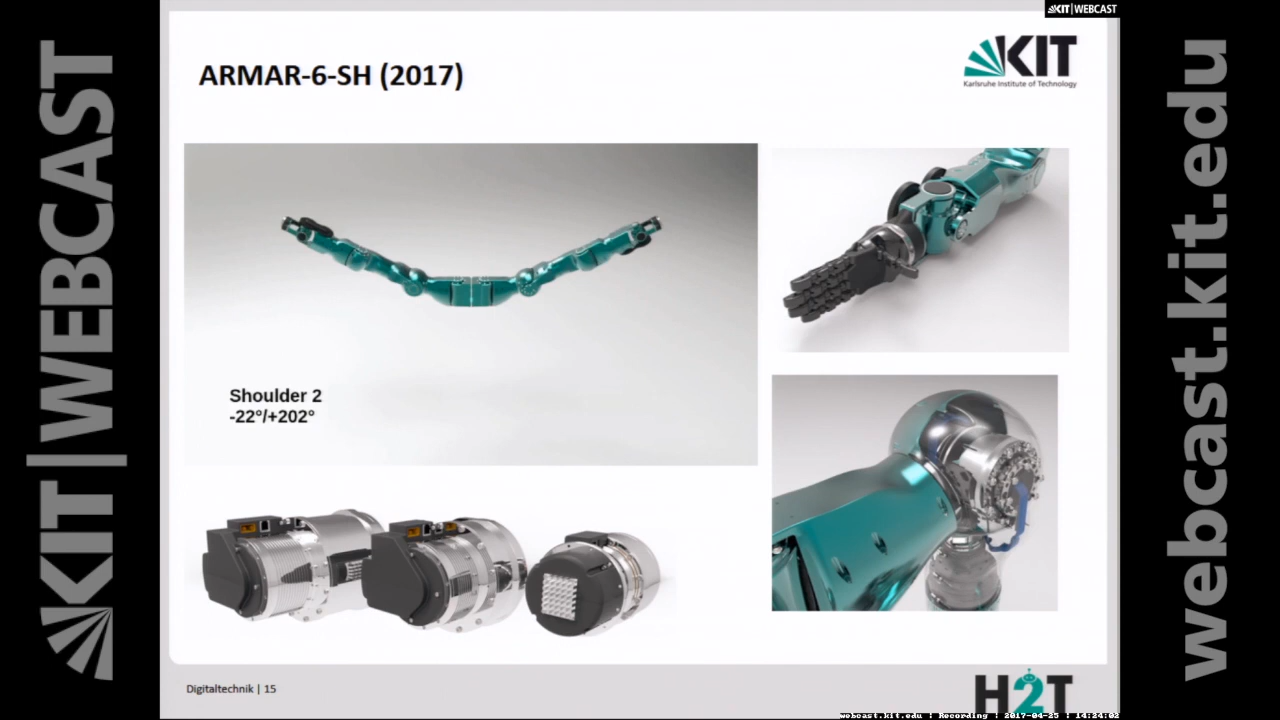 KIT|WEBCAST
KIT|WEBCAST
ARMAR-6-SH (2017)
KIT
Karlsruhe Institute of Technology
Shoulder 2
-22°/+202°
Digitaltechnik | 15
H2T
webcast.kit.edu
webcast.kit.edu : Recording : 2017-04-25 : 14:24:02